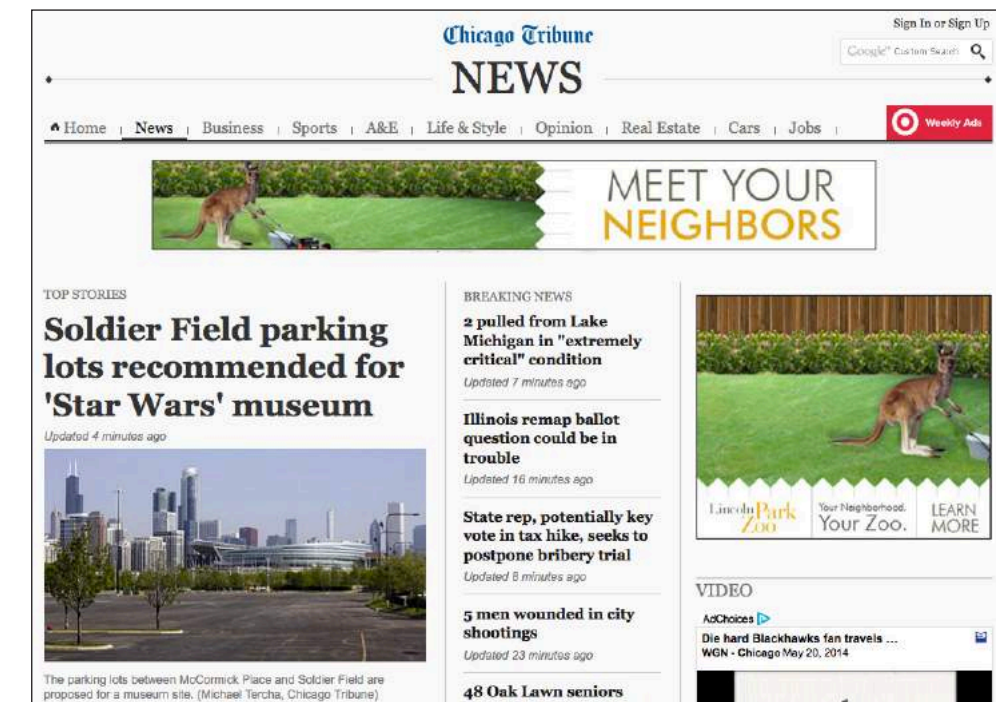 Sign In or Sign Up
Chicago Tribune
NEWS
Google™ Custom Search
Home | News | Business | Sports | A&E | Life & Style | Opinion | Real Estate | Cars | Jobs |
Weekly Ads
MEET YOUR
NEIGHBORS
TOP STORIES
Soldier Field parking
lots recommended for
'Star Wars' museum
Updated 4 minutes ago
The parking lots between McCormick Place and Soldier Field are
proposed for a museum site. (Michael Tercha, Chicago Tribune)
BREAKING NEWS
2 pulled from Lake
Michigan in "extremely
critical" condition
Updated 7 minutes ago
Illinois remap ballot
question could be in
trouble
Updated 16 minutes ago
State rep, potentially key
vote in tax hike, seeks to
postpone bribery trial
Updated 8 minutes ago
5 men wounded in city
shootings
Updated 23 minutes ago
48 Oak Lawn seniors
Lincoln Park
Zoo
Your Neighborhood.
Your Zoo.
LEARN
MORE
VIDEO
AdChoices
Die hard Blackhawks fan travels ...
WGN - Chicago May 20, 2014